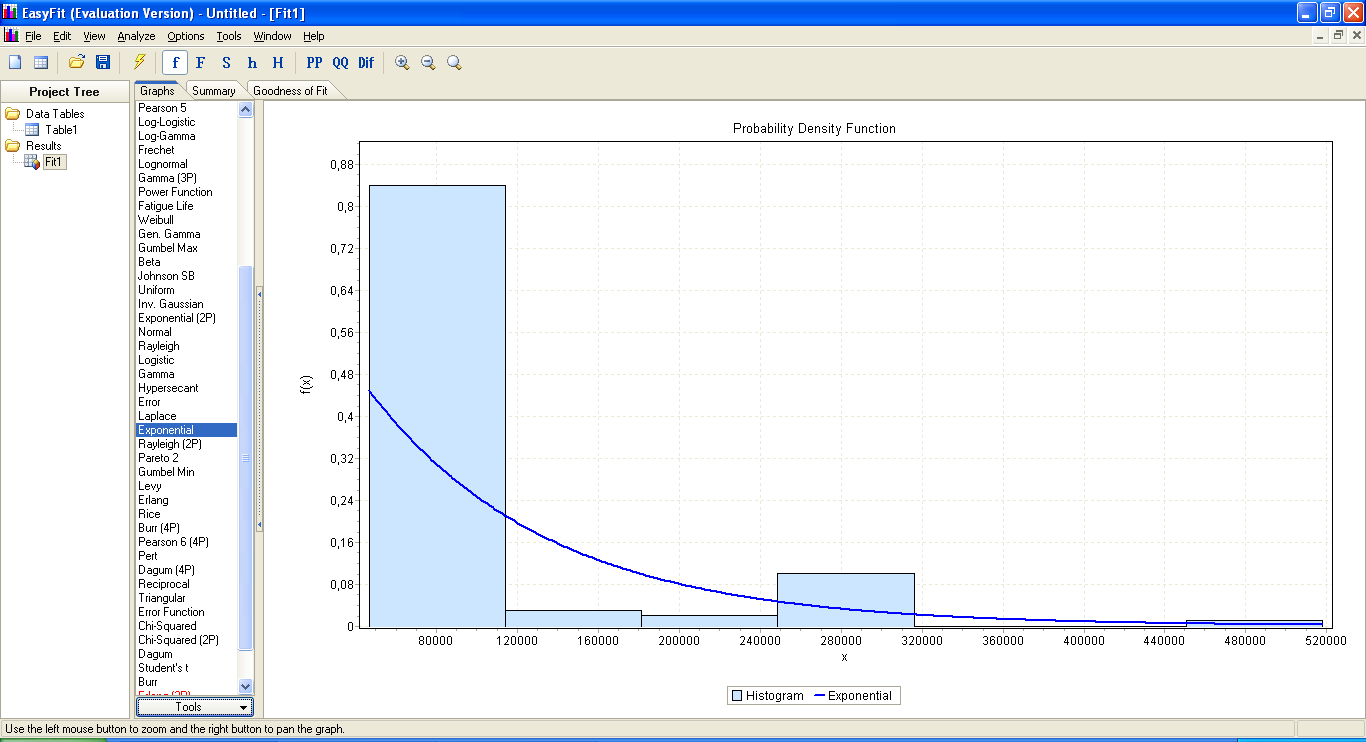 EasyFit (Evaluation Version) - Untitled - [Fit1]
File Edit View Analyze Options Tools Window Help
f F S h H PP QQ Dif
Project Tree
Data Tables
Table1
Results
Fit1
Graphs Summary Goodness of Fit
Pearson 5
Log-Logistic
Log-Gamma
Frechet
Lognormal
Gamma (3P)
Power Function
Fatigue Life
Weibull
Gen. Gamma
Gumbel Max
Beta
Johnson SB
Uniform
Inv. Gaussian
Exponential (2P)
Normal
Rayleigh
Logistic
Gamma
Hypersecant
Error
Laplace
Exponential
Rayleigh (2P)
Pareto 2
Gumbel Min
Levy
Erlang
Rice
Burr (4P)
Pearson 6 (4P)
Pert
Dagum (4P)
Reciprocal
Triangular
Error Function
Chi-Squared
Chi-Squared (2P)
Dagum
Student's t
Burr
Erlang (3P)
Tools
Probability Density Function
0,88
0,8
0,72
0,64
0,56
0,48
0,4
0,32
0,24
0,16
0,08
0
f(x)
80000 120000 160000 200000 240000 280000 320000 360000 400000 440000 480000 520000
x
Histogram Exponential
Use the left mouse button to zoom and the right button to pan the graph.